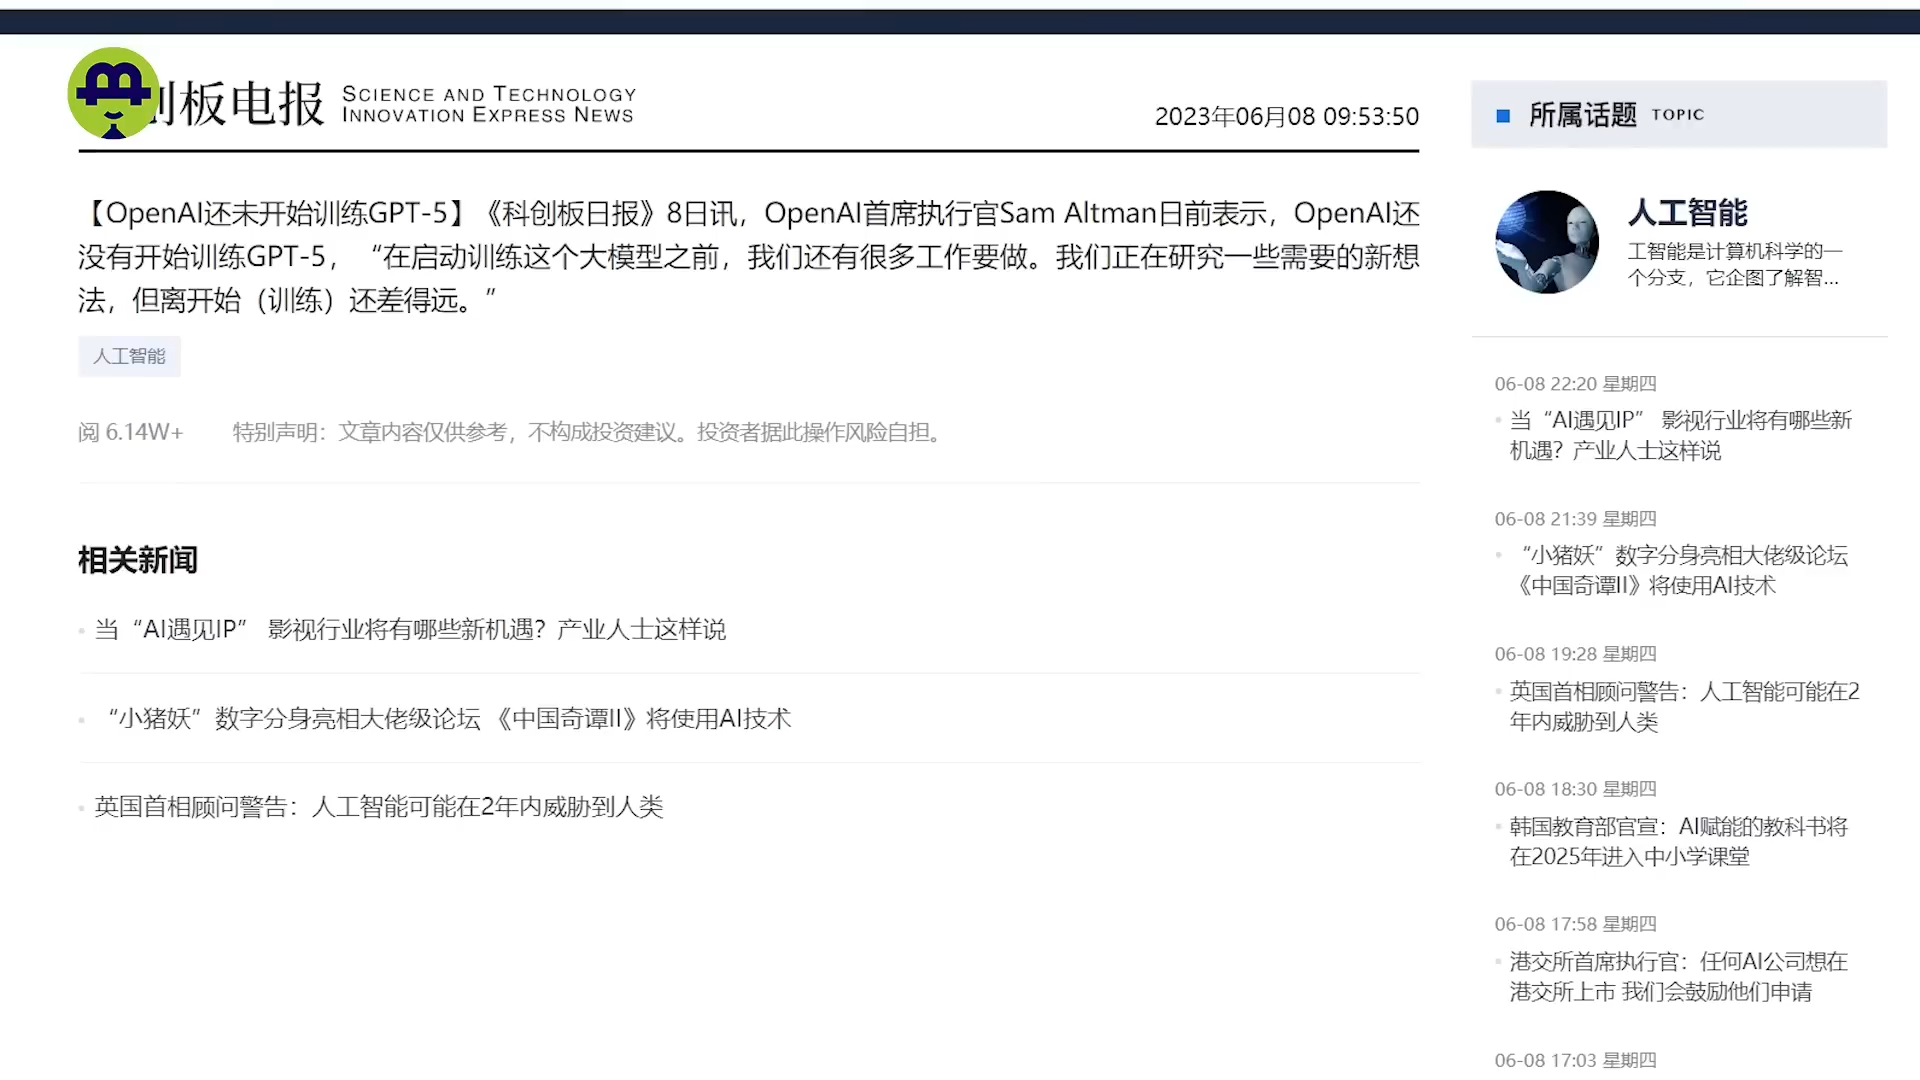 创板电报
SCIENCE AND TECHNOLOGY
INNOVATION EXPRESS NEWS
2023年06月08 09:53:50
【OpenAI还未开始训练GPT-5】《科创板日报》8日讯，OpenAI首席执行官Sam Altman日前表示，OpenAI还
没有开始训练GPT-5，“在启动训练这个大模型之前，我们还有很多工作要做。我们正在研究一些需要的新想
法，但离开始（训练）还差得远。”
人工智能
阅 6.14W+ 特别声明：文章内容仅供参考，不构成投资建议。投资者据此操作风险自担。
相关新闻
当“AI遇见IP” 影视行业将有哪些新机遇？产业人士这样说
“小猪妖”数字分身亮相大佬级论坛 《中国奇谭II》将使用AI技术
英国首相顾问警告：人工智能可能在2年内威胁到人类
所属话题 TOPIC
人工智能
工智能是计算机科学的一
个分支，它企图了解智...
06-08 22:20 星期四
当“AI遇见IP” 影视行业将有哪些新
机遇？产业人士这样说
06-08 21:39 星期四
“小猪妖”数字分身亮相大佬级论坛
《中国奇谭II》将使用AI技术
06-08 19:28 星期四
英国首相顾问警告：人工智能可能在2
年内威胁到人类
06-08 18:30 星期四
韩国教育部官宣：AI赋能的教科书将
在2025年进入中小学课堂
06-08 17:58 星期四
港交所首席执行官：任何AI公司想在
港交所上市 我们会鼓励他们申请
06-08 17:03 星期四